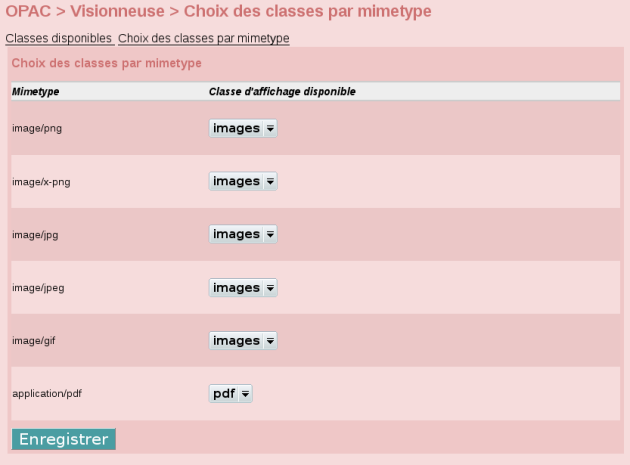 OPAC > Visionneuse > Choix des classes par mimetype
Classes disponibles Choix des classes par mimetype
Choix des classes par mimetype
Mimetype Classe d'affichage disponible
image/png images
image/x-png images
image/jpg images
image/jpeg images
image/gif images
application/pdf pdf
Enregistrer